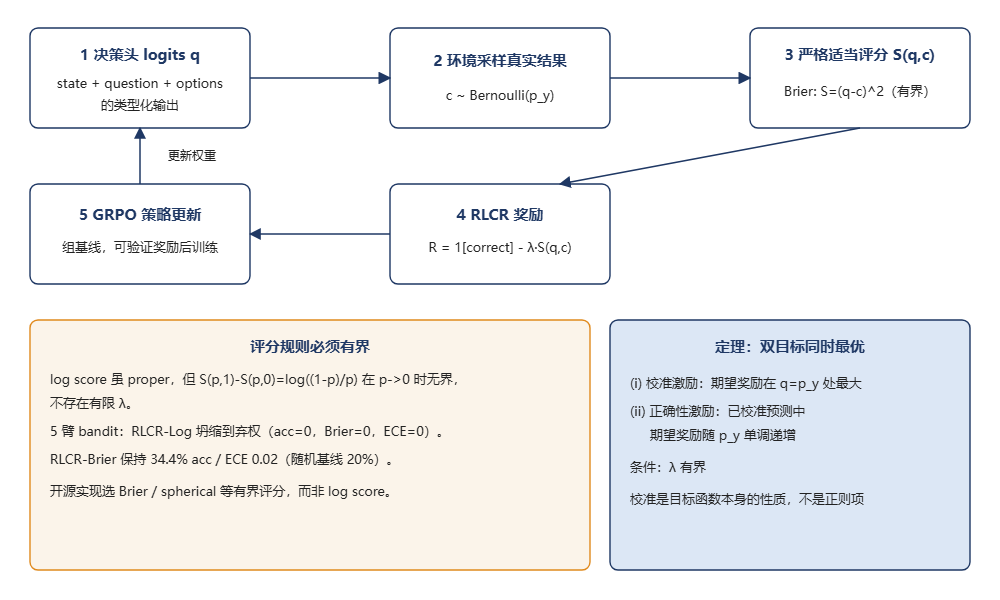 1 决策头 logits q
state + question + options
的类型化输出
2 环境采样真实结果
c ~ Bernoulli(p_y)
3 严格适当评分 S(q,c)
Brier: S=(q-c)^2（有界）
更新权重
5 GRPO 策略更新
组基线，可验证奖励后训练
4 RLCR 奖励
R = 1[correct] - λ·S(q,c)
评分规则必须有界
log score 虽 proper，但 S(p,1)-S(p,0)=log((1-p)/p) 在 p->0 时无界，
不存在有限 λ。
5 臂 bandit：RLCR-Log 坍缩到弃权（acc=0，Brier=0，ECE=0）。
RLCR-Brier 保持 34.4% acc / ECE 0.02（随机基线 20%）。
开源实现选 Brier / spherical 等有界评分，而非 log score。
定理：双目标同时最优
(i) 校准激励：期望奖励在 q=p_y 处最大
(ii) 正确性激励：已校准预测中
期望奖励随 p_y 单调递增
条件：λ 有界
校准是目标函数本身的性质，不是正则项